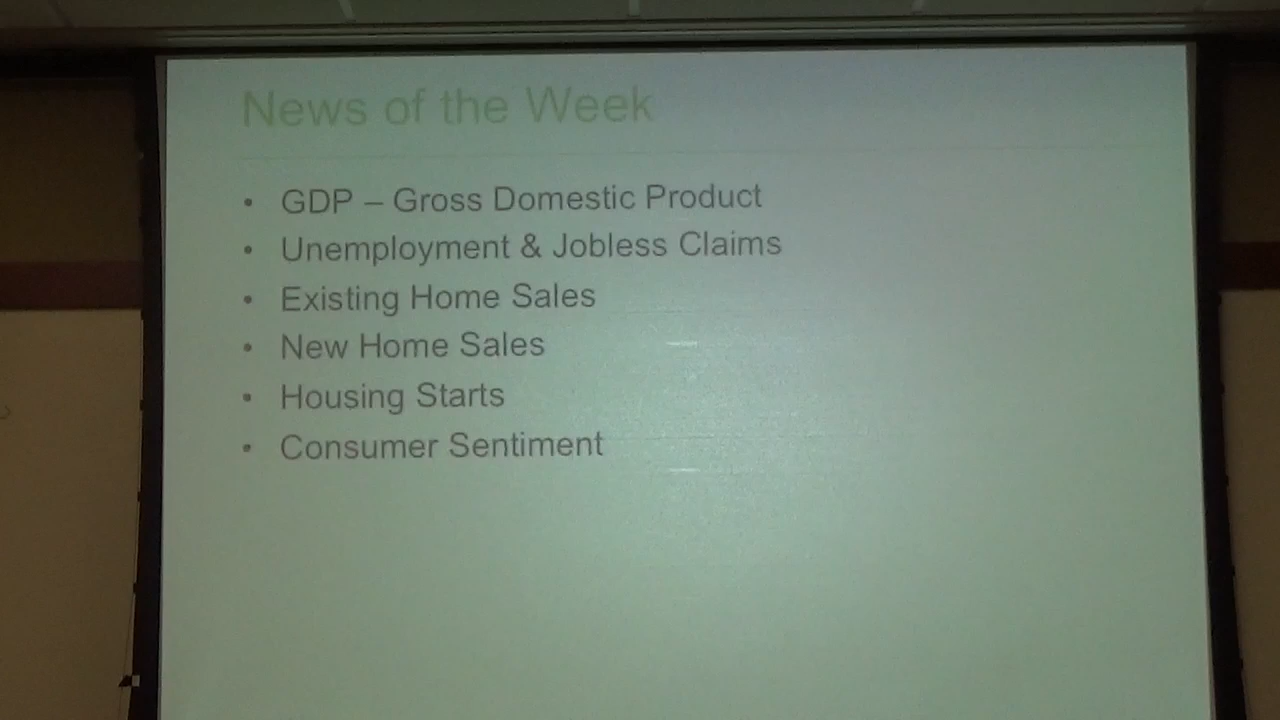 News of the Week
• GDP – Gross Domestic Product
• Unemployment & Jobless Claims
• Existing Home Sales
• New Home Sales
• Housing Starts
• Consumer Sentiment